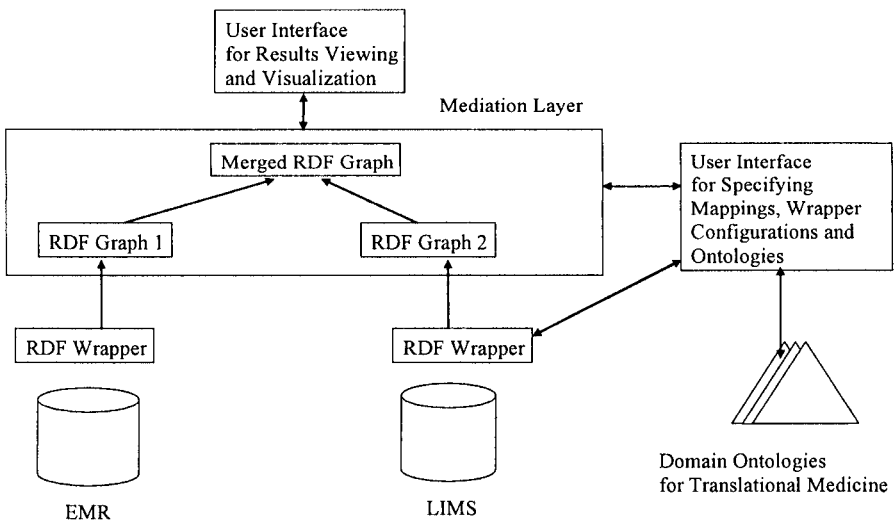 User Interface
for Results Viewing
and Visualization
Mediation Layer
Merged RDF Graph
User Interface
for Specifying
Mappings, Wrapper
Configurations and
Ontologies
RDF Graph 1
RDF Graph 2
RDF Wrapper
RDF Wrapper
Domain Ontologies
for Translational Medicine
EMR
LIMS